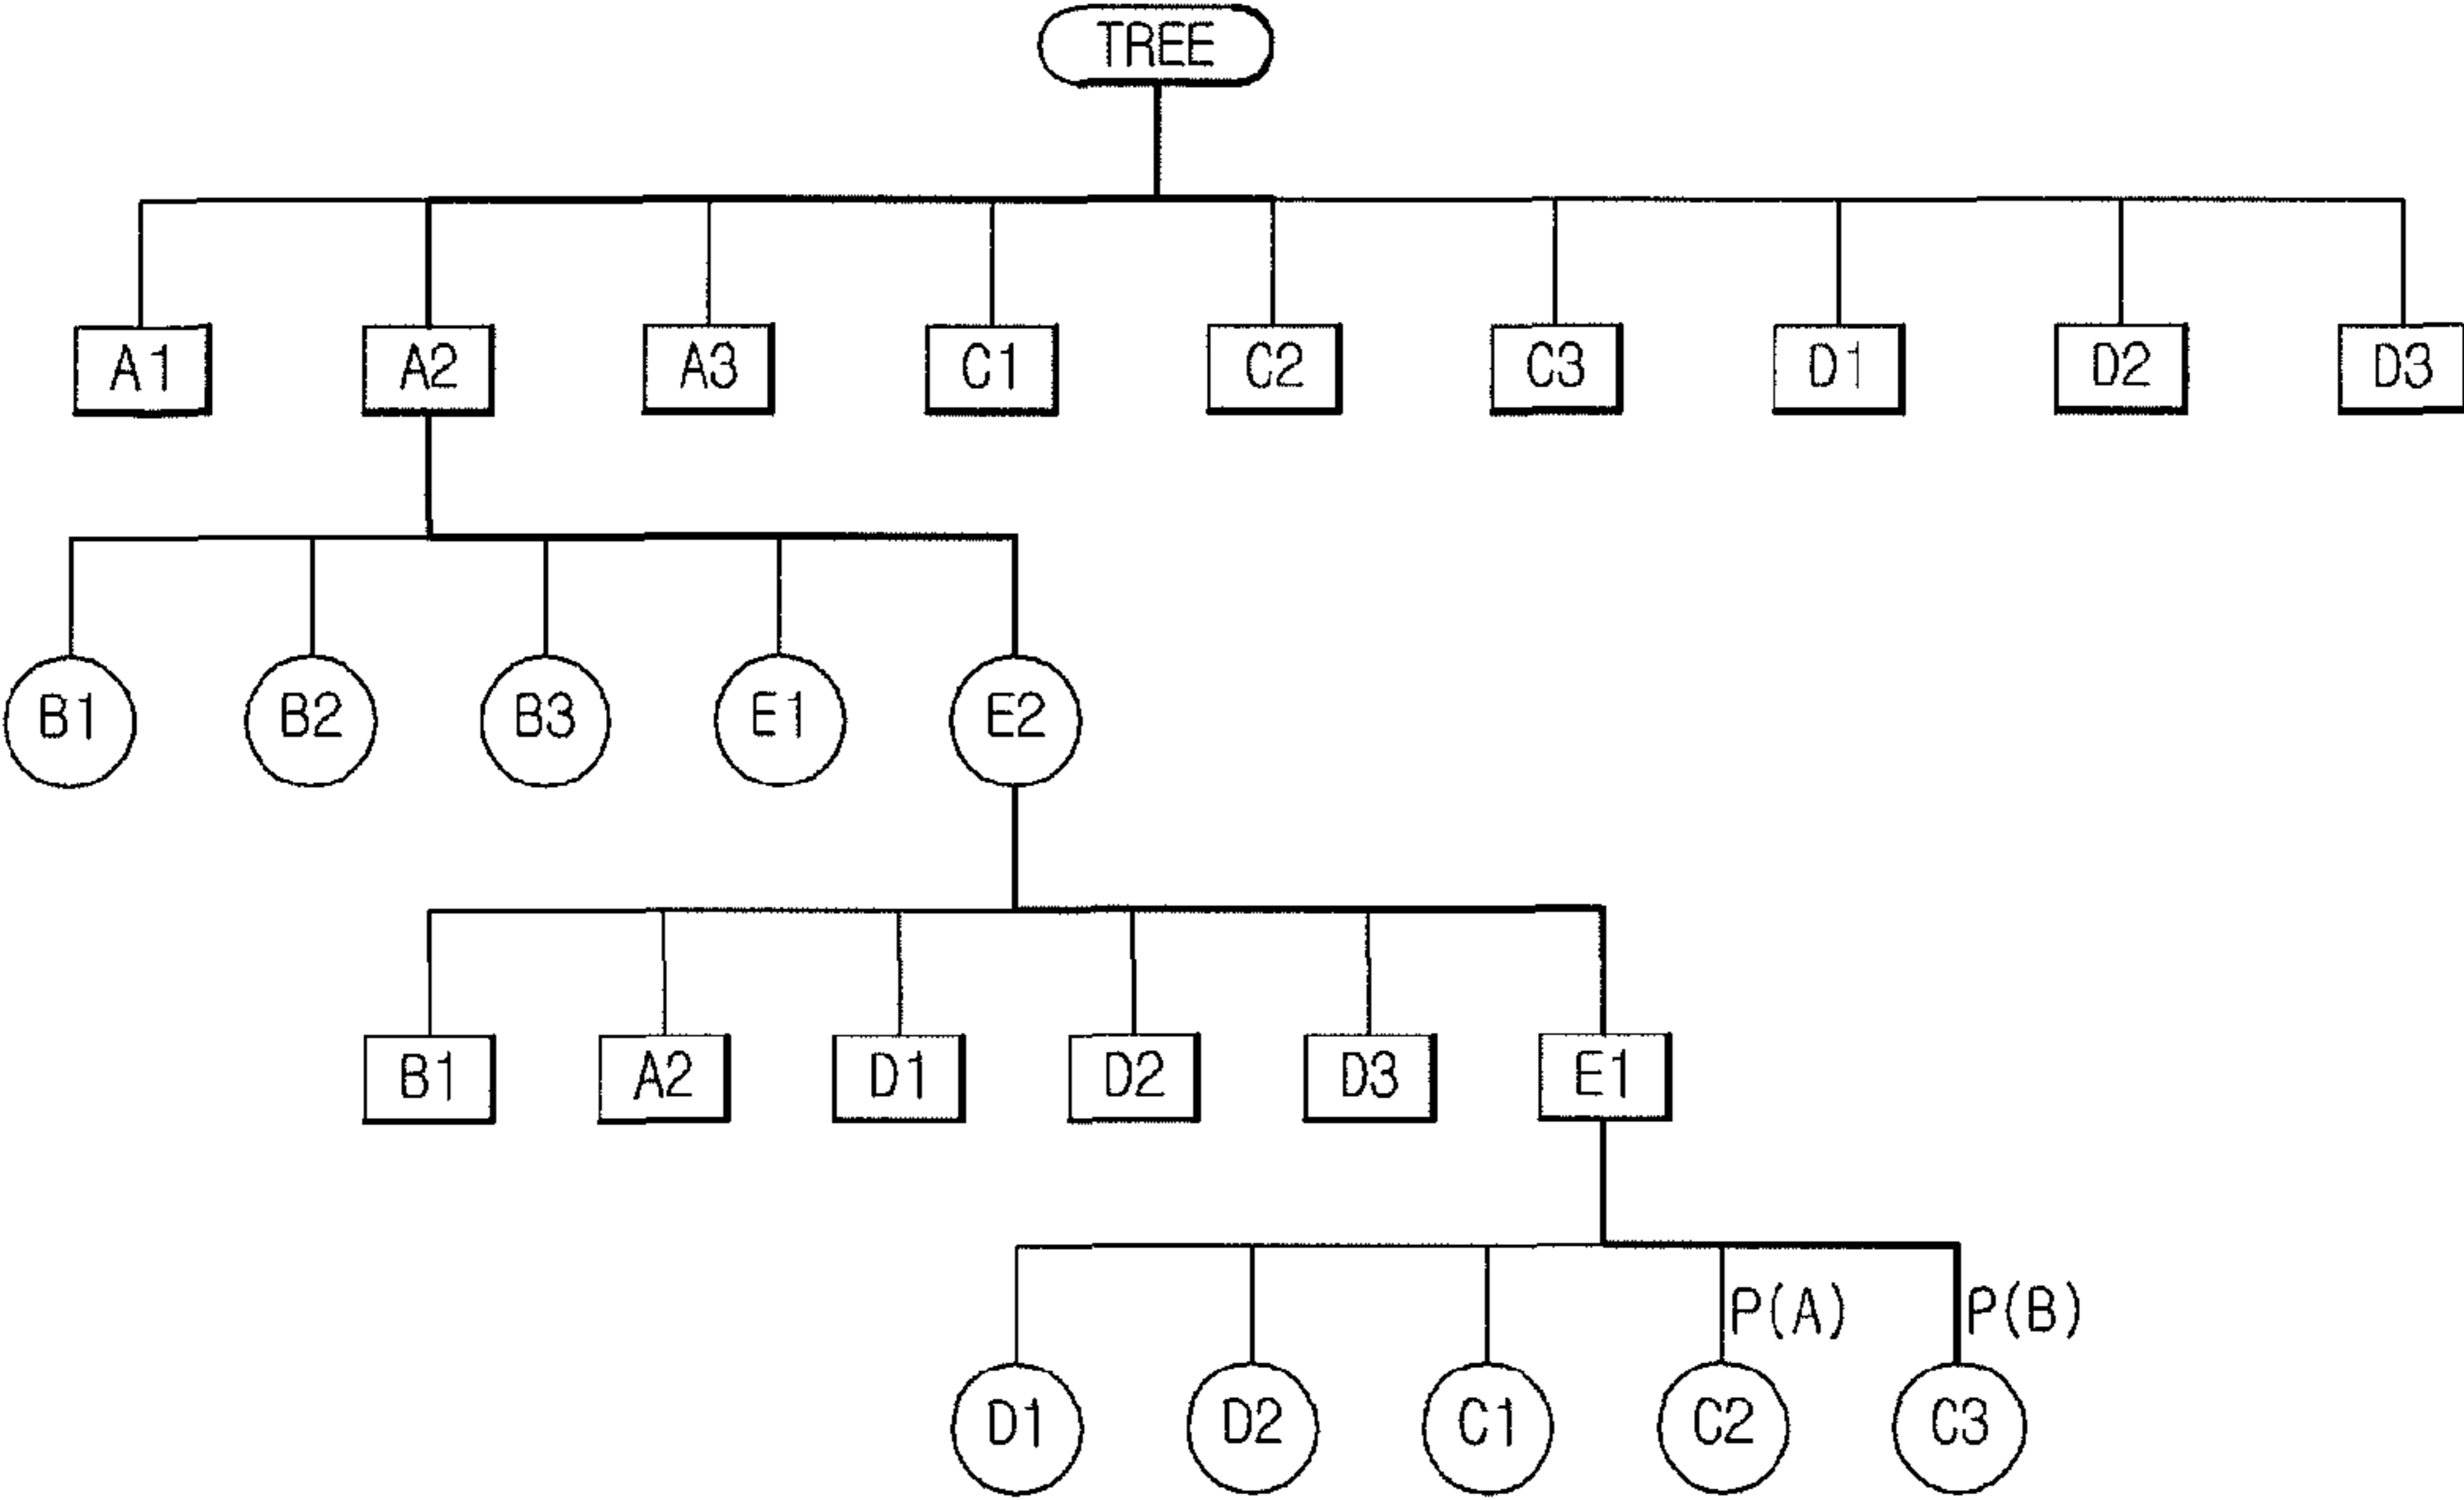 TREE
A1 A2 A3 C1 C2 C3 D1 D2 D3
B1 B2 B3 E1 E2
B1 A2 D1 D2 D3 E1
P(A) P(B)
D1 D2 C1 C2 C3